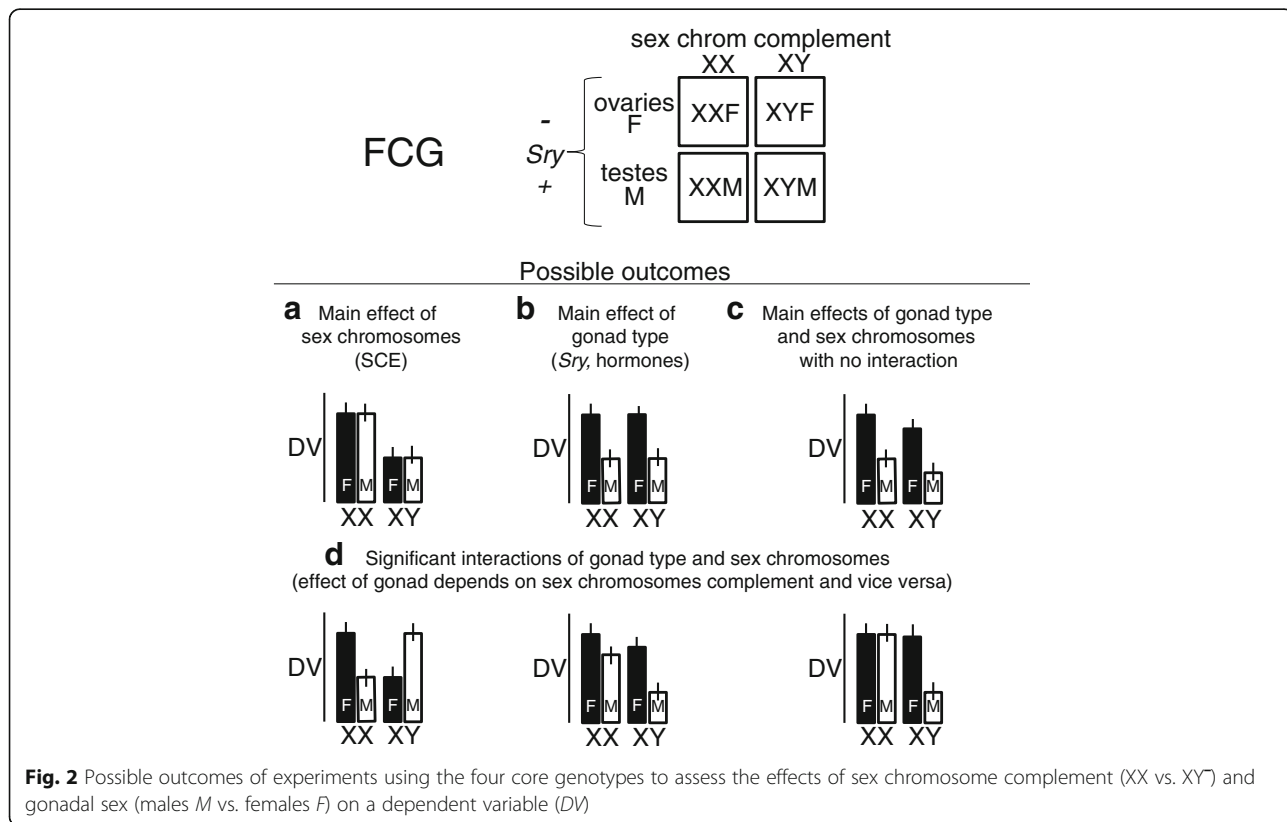 sex chrom complement
XX XY
FCG
-
Sry
+
ovaries
F
testes
M
XXF XYF
XXM XYM
Possible outcomes
a Main effect of
sex chromosomes
(SCE)
b Main effect of
gonad type
(Sry, hormones)
c Main effects of gonad type
and sex chromosomes
with no interaction
DV F M F M
XX XY
DV F M F M
XX XY
DV F M F M
XX XY
d Significant interactions of gonad type and sex chromosomes
(effect of gonad depends on sex chromosomes complement and vice versa)
DV F M F M
XX XY
DV F M F M
XX XY
DV F M F M
XX XY
Fig. 2 Possible outcomes of experiments using the four core genotypes to assess the effects of sex chromosome complement (XX vs. XY⁻) and
gonadal sex (males M vs. females F) on a dependent variable (DV)